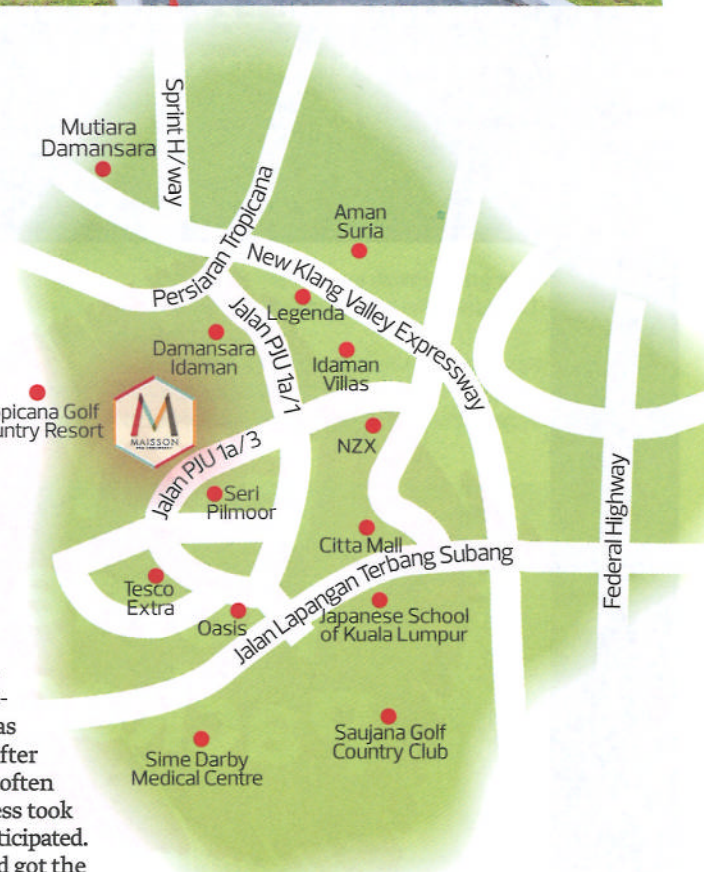 Sprint H/way
Mutiara
Damansara
Persiaran Tropicana
Aman
Suria
New Klang Valley Expressway
Legenda
Jalan PJU 1a/1
Damansara
Idaman
Idaman
Villas
picana Golf
untry Resort
M
MAISSON
NZX
Jalan PJU 1a/3
Seri
Pilmoor
Citta Mall
Federal Highway
Jalan Lapangan Terbang Subang
Tesco
Extra
Oasis
Japanese School
of Kuala Lumpur
Saujana Golf
Country Club
Sime Darby
Medical Centre
-
as
fter
often
ess took
ticipated.
d got the